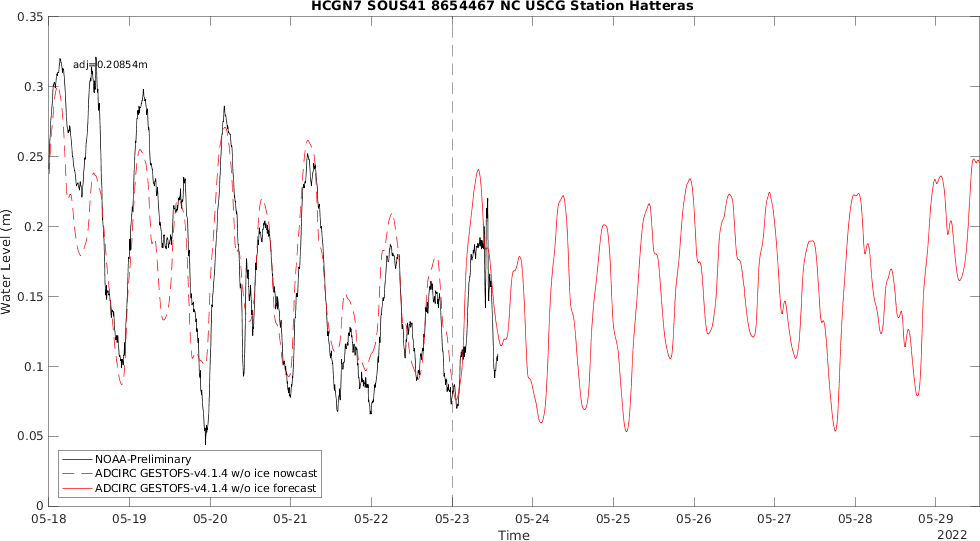 HCGN7 SOUS41 8654467 NC USCG Station Hatteras
0.35
0.3
0.25
0.2
0.15
0.1
0.05
0
Water Level (m)
adj=0.20854m
NOAA-Preliminary
ADCIRC GESTOFS-v4.1.4 w/o ice nowcast
ADCIRC GESTOFS-v4.1.4 w/o ice forecast
05-18 05-19 05-20 05-21 05-22 05-23 05-24 05-25 05-26 05-27 05-28 05-29
Time
2022